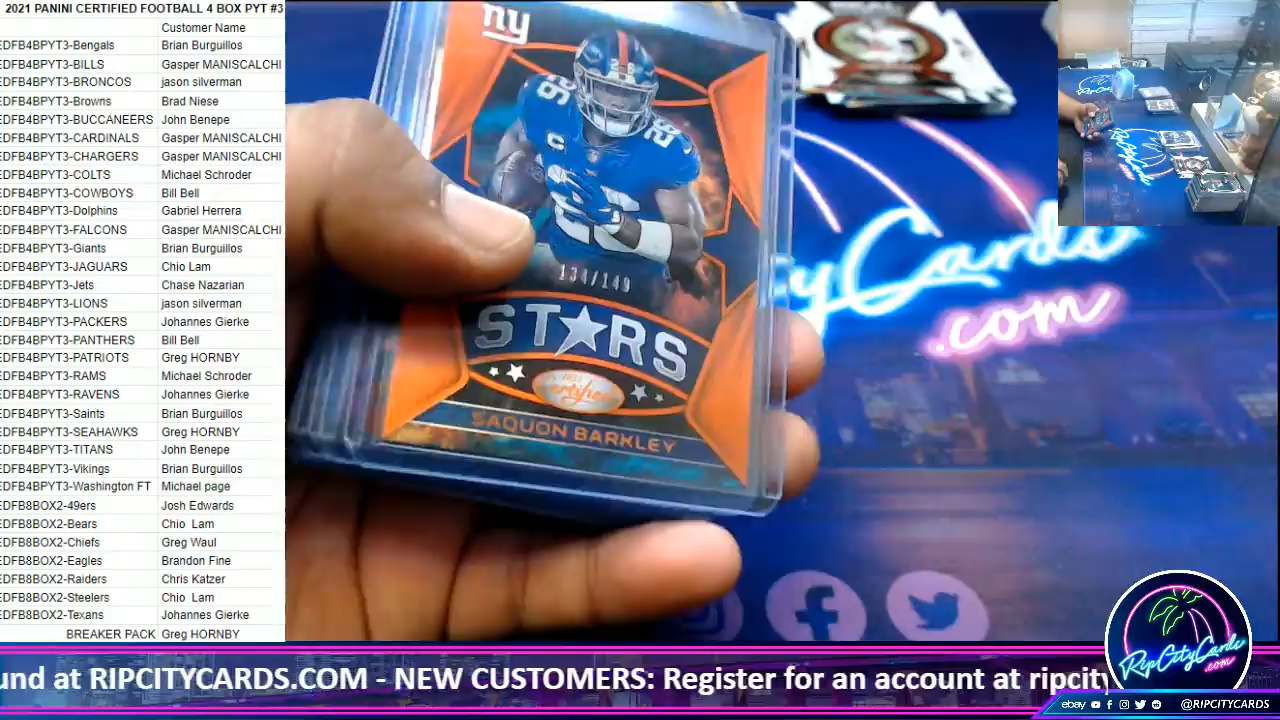 2021 PANINI CERTIFIED FOOTBALL 4 BOX PYT #3
Customer Name
EDFB4BPYT3-Bengals Brian Burguillos
EDFB4BPYT3-BILLS Gasper MANISCALCHI
EDFB4BPYT3-BRONCOS jason silverman
EDFB4BPYT3-Browns Brad Niese
EDFB4BPYT3-BUCCANEERS John Benepe
EDFB4BPYT3-CARDINALS Gasper MANISCALCHI
EDFB4BPYT3-CHARGERS Gasper MANISCALCHI
EDFB4BPYT3-COLTS Michael Schroder
EDFB4BPYT3-COWBOYS Bill Bell
EDFB4BPYT3-Dolphins Gabriel Herrera
EDFB4BPYT3-FALCONS Gasper MANISCALCHI
EDFB4BPYT3-Giants Brian Burguillos
EDFB4BPYT3-JAGUARS Chio Lam
EDFB4BPYT3-Jets Chase Nazarian
EDFB4BPYT3-LIONS jason silverman
EDFB4BPYT3-PACKERS Johannes Gierke
EDFB4BPYT3-PANTHERS Bill Bell
EDFB4BPYT3-PATRIOTS Greg HORNBY
EDFB4BPYT3-RAMS Michael Schroder
EDFB4BPYT3-RAVENS Johannes Gierke
EDFB4BPYT3-Saints Brian Burguillos
EDFB4BPYT3-SEAHAWKS Greg HORNBY
EDFB4BPYT3-TITANS John Benepe
EDFB4BPYT3-Vikings Brian Burguillos
EDFB4BPYT3-Washington FT Michael page
EDFB8BOX2-49ers Josh Edwards
EDFB8BOX2-Bears Chio Lam
EDFB8BOX2-Chiefs Greg Waul
EDFB8BOX2-Eagles Brandon Fine
EDFB8BOX2-Raiders Chris Katzer
EDFB8BOX2-Steelers Chio Lam
EDFB8BOX2-Texans Johannes Gierke
BREAKER PACK Greg HORNBY
ny
26
28
C
26
134/149
STARS
2021
Certified
SAQUON BARKLEY
yCards
.com
RipCityCards
.com
und at RIPCITYCARDS.COM - NEW CUSTOMERS: Register for an account at ripcity
ebay @RIPCITYCARDS